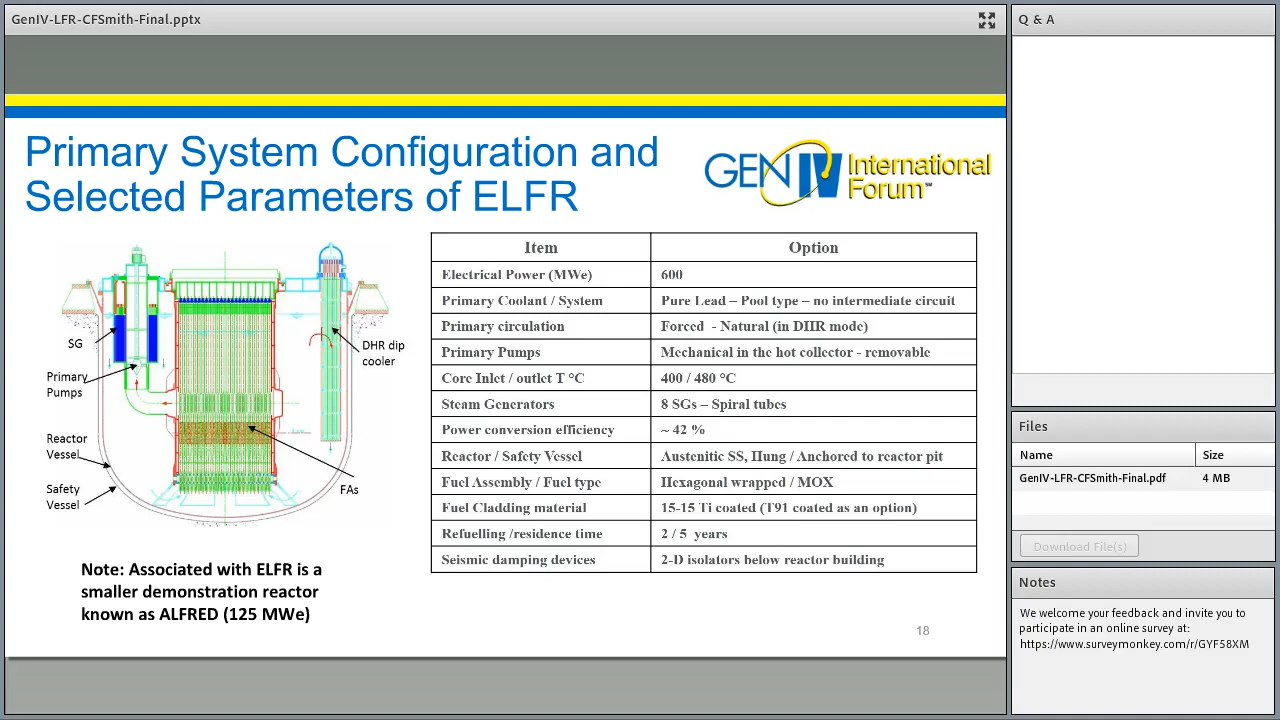 GenIV-LFR-CFSmith-Final.pptx
Primary System Configuration and
Selected Parameters of ELFR
GEN IV International
Forum™
SG
Primary
Pumps
Reactor
Vessel
Safety
Vessel
DHR dip
cooler
FAs
Note: Associated with ELFR is a
smaller demonstration reactor
known as ALFRED (125 MWe)
Item Option
Electrical Power (MWe) 600
Primary Coolant / System Pure Lead – Pool type – no intermediate circuit
Primary circulation Forced - Natural (in DHR mode)
Primary Pumps Mechanical in the hot collector - removable
Core Inlet / outlet T °C 400 / 480 °C
Steam Generators 8 SGs – Spiral tubes
Power conversion efficiency ~ 42 %
Reactor / Safety Vessel Austenitic SS, Hung / Anchored to reactor pit
Fuel Assembly / Fuel type Hexagonal wrapped / MOX
Fuel Cladding material 15-15 Ti coated (T91 coated as an option)
Refuelling /residence time 2 / 5 years
Seismic damping devices 2-D isolators below reactor building
18
Q & A
Files
Name Size
GenIV-LFR-CFSmith-Final.pdf 4 MB
Download File(s)
Notes
We welcome your feedback and invite you to
participate in an online survey at:
https://www.surveymonkey.com/r/GYF58XM